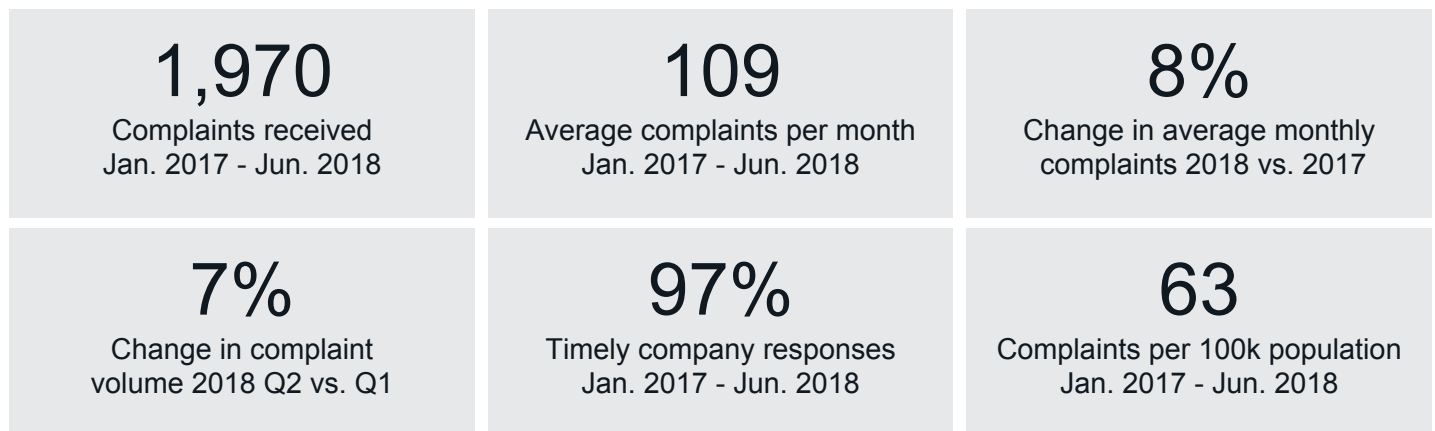 1,970
Complaints received
Jan. 2017 - Jun. 2018
109
Average complaints per month
Jan. 2017 - Jun. 2018
8%
Change in average monthly
complaints 2018 vs. 2017
7%
Change in complaint
volume 2018 Q2 vs. Q1
97%
Timely company responses
Jan. 2017 - Jun. 2018
63
Complaints per 100k population
Jan. 2017 - Jun. 2018